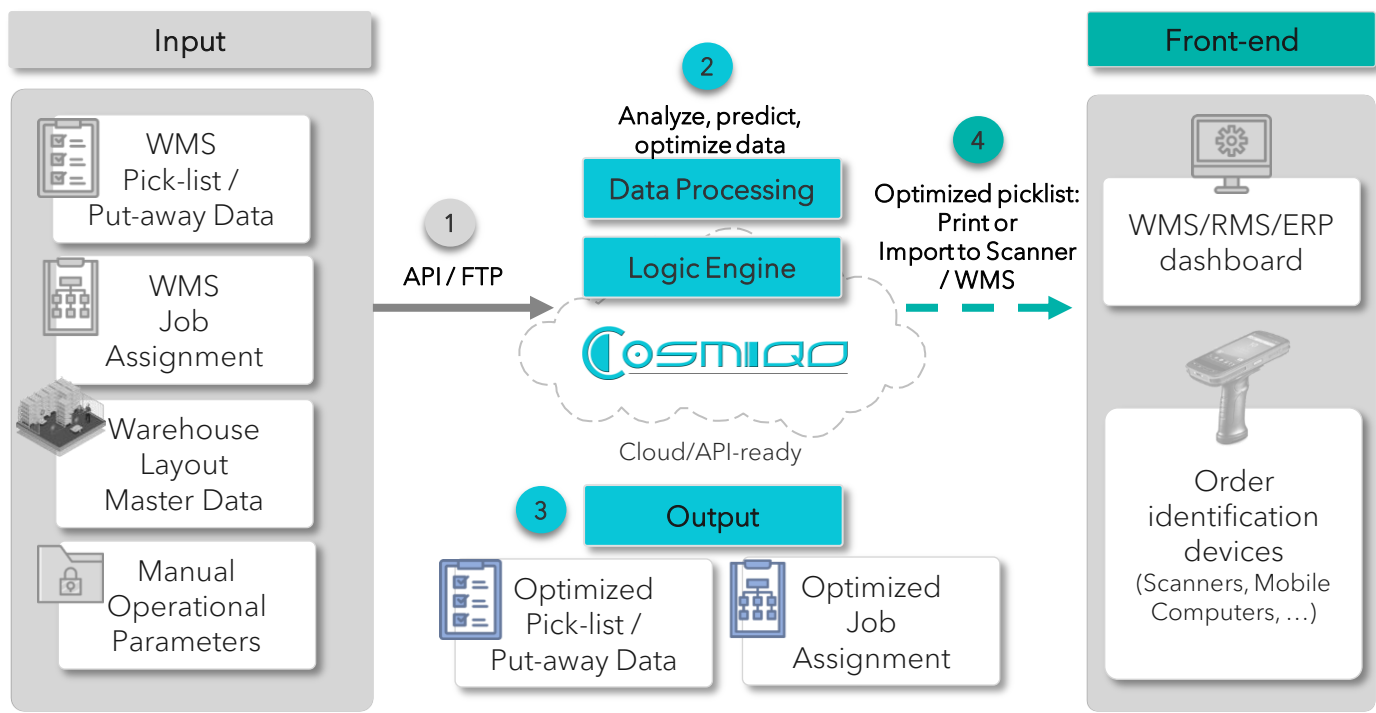 Input
WMS
Pick-list /
Put-away Data
WMS
Job
Assignment
Warehouse
Layout
Master Data
Manual
Operational
Parameters
1
API / FTP
2
Analyze, predict,
optimize data
Data Processing
Logic Engine
COSMIIQO
Cloud/API-ready
3
Output
Optimized
Pick-list /
Put-away Data
Optimized
Job
Assignment
4
Optimized picklist:
Print or
Import to Scanner
/ WMS
Front-end
WMS/RMS/ERP
dashboard
Order
identification
devices
(Scanners, Mobile
Computers, …)